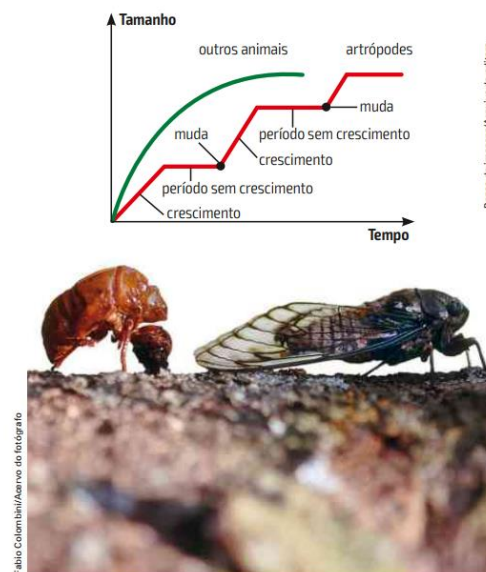 Tamanho
outros animais
artrópodes
muda
muda
período sem crescimento
crescimento
período sem crescimento
crescimento
Tempo
Fabio Colombini/Acervo do fotógrafo